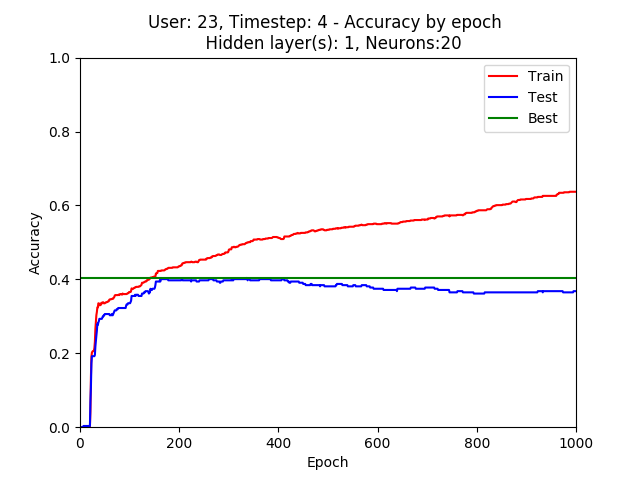 User: 23, Timestep: 4 - Accuracy by epoch
Hidden layer(s): 1, Neurons:20
1.0
0.8
0.6
0.4
0.2
0.0
Accuracy
Train
Test
Best
0 200 400 600 800 1000
Epoch